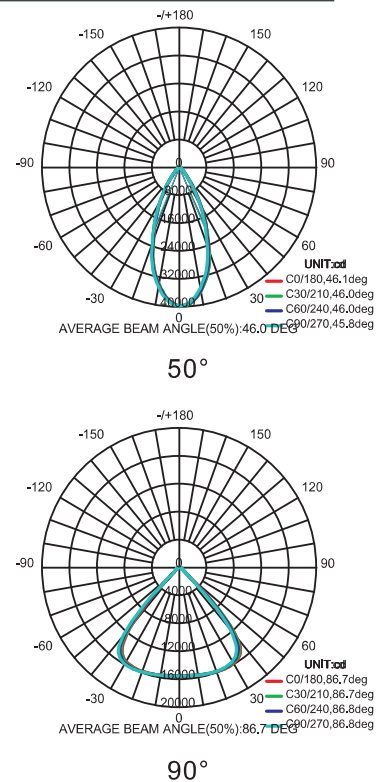 -/+180
-150 150
-120 120
-90 0 90
8000
16000
-60 24000 60
UNIT:cd
32000 C0/180,46.1deg
-30 30 C30/210,46.0deg
40000 C60/240,46.0deg
0 C90/270,45.8deg
AVERAGE BEAM ANGLE(50%):46.0 DEG
50°
-/+180
-150 150
-120 120
-90 0 90
4000
8000
-60 12000 60
UNIT:cd
16000 C0/180,86.7deg
-30 30 C30/210,86.7deg
20000 C60/240,86.8deg
0 C90/270,86.8deg
AVERAGE BEAM ANGLE(50%):86.7 DEG
90°